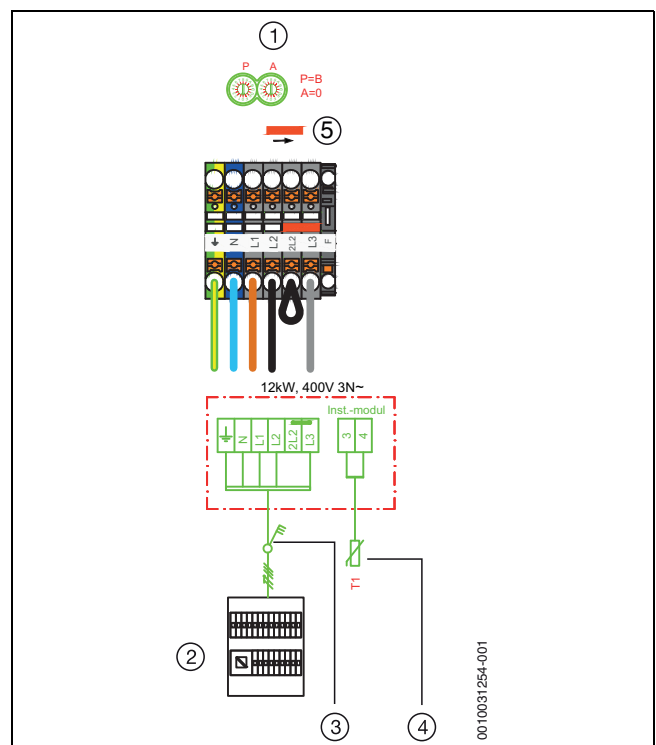 1
P A
P=B
A=0
5
N L1 L2 2L2 L3 F
12kW, 400V 3N~
Inst.-modul
N L1 L2 2L2 L3 3 4
T1
2
3
4
0010031254-001